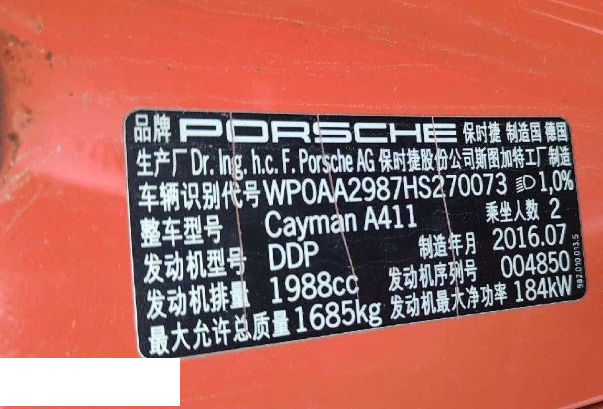 品牌 PORSCHE 保时捷 制造国 德国
生产厂 Dr. Ing. h.c. F. Porsche AG 保时捷股份公司斯图加特工厂制造
车辆识别代号 WP0AA2987HS270073 1,0%
整车型号 Cayman A411 乘坐人数 2
发动机型号 DDP 制造年月 2016.07
发动机排量 1988cc 发动机序列号 004850
最大允许总质量 1685kg 发动机最大净功率 184kW
982.010.013.5